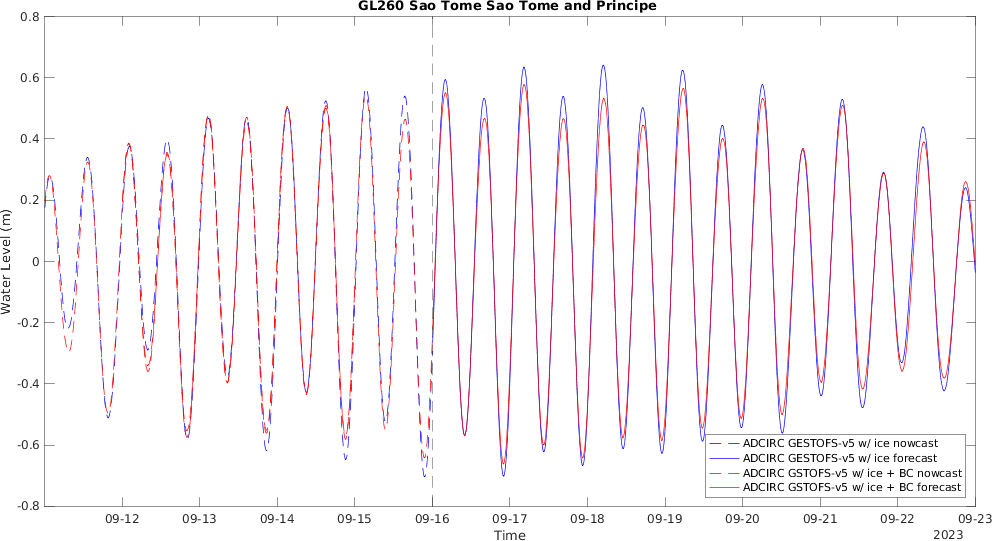 GL260 Sao Tome Sao Tome and Principe
Water Level (m)
0.8
0.6
0.4
0.2
0
-0.2
-0.4
-0.6
-0.8
ADCIRC GESTOFS-v5 w/ ice nowcast
ADCIRC GESTOFS-v5 w/ ice forecast
ADCIRC GSTOFS-v5 w/ ice + BC nowcast
ADCIRC GSTOFS-v5 w/ ice + BC forecast
09-12 09-13 09-14 09-15 09-16 09-17 09-18 09-19 09-20 09-21 09-22 09-23
Time
2023